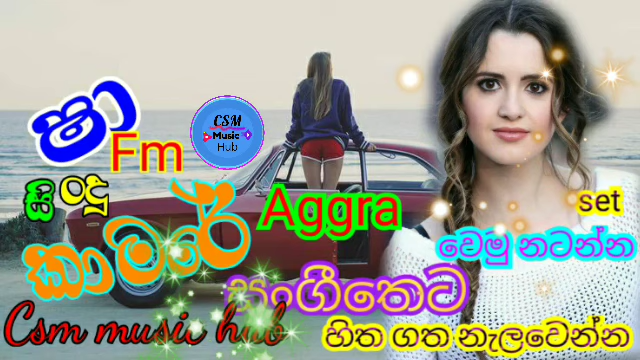 ෂා
Fm
CSM
Music
Hub
සිංදු
කාමරේ
Aggra
set
වෙමු නටන්න
සංගීතෙට
Csm music hub
හිත ගත නැලවෙන්න